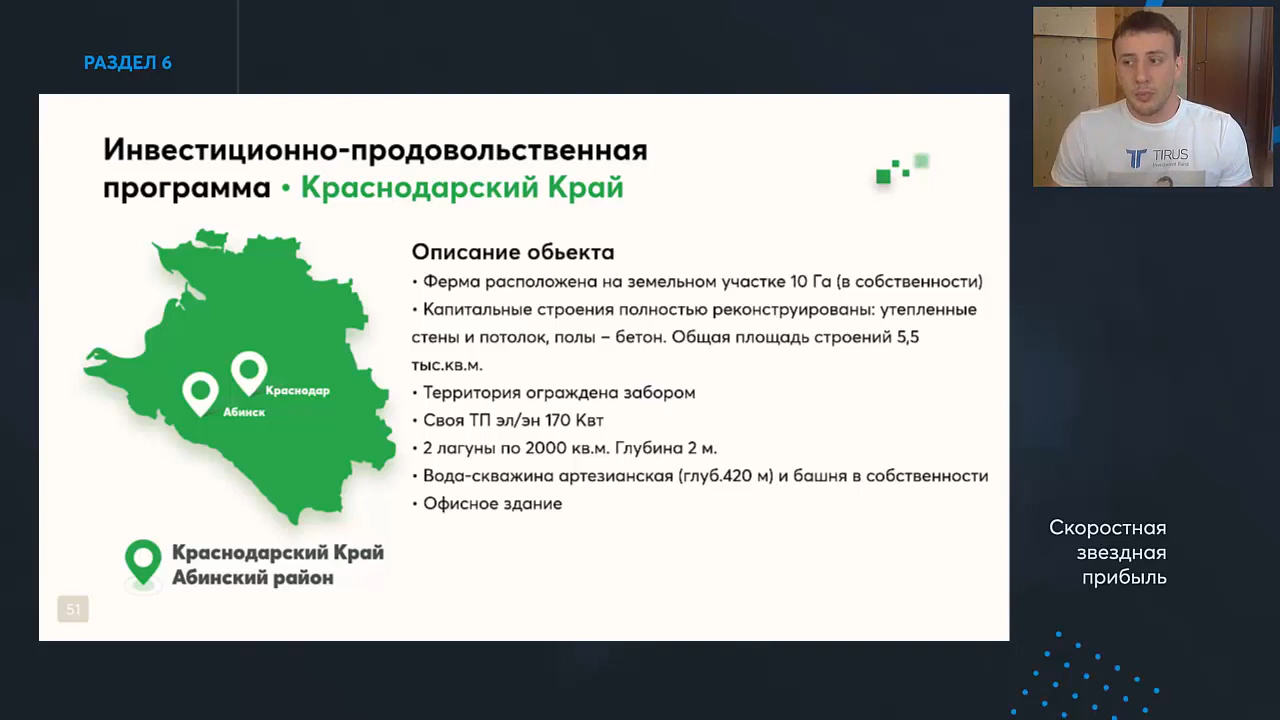 РАЗДЕЛ 6
TIRUS
Инвестиционно-продовольственная
программа • Краснодарский Край
Описание обьекта
• Ферма расположена на земельном участке 10 Га (в собственности)
• Капитальные строения полностью реконструированы: утепленные
стены и потолок, полы – бетон. Общая площадь строений 5,5
тыс.кв.м.
• Территория ограждена забором
• Своя ТП эл/эн 170 Квт
• 2 лагуны по 2000 кв.м. Глубина 2 м.
• Вода-скважина артезианская (глуб.420 м) и башня в собственности
• Офисное здание
Краснодар
Абинск
Краснодарский Край
Абинский район
51
Скоростная
звездная
прибыль